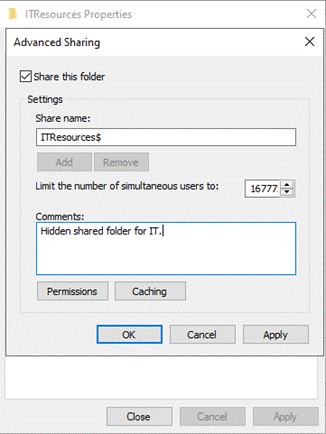 ITResources Properties
Advanced Sharing
Share this folder
Settings
Share name:
ITResources$
Add Remove
Limit the number of simultaneous users to: 16777
Comments:
Hidden shared folder for IT.
Permissions Caching
OK Cancel Apply
Close Cancel Apply